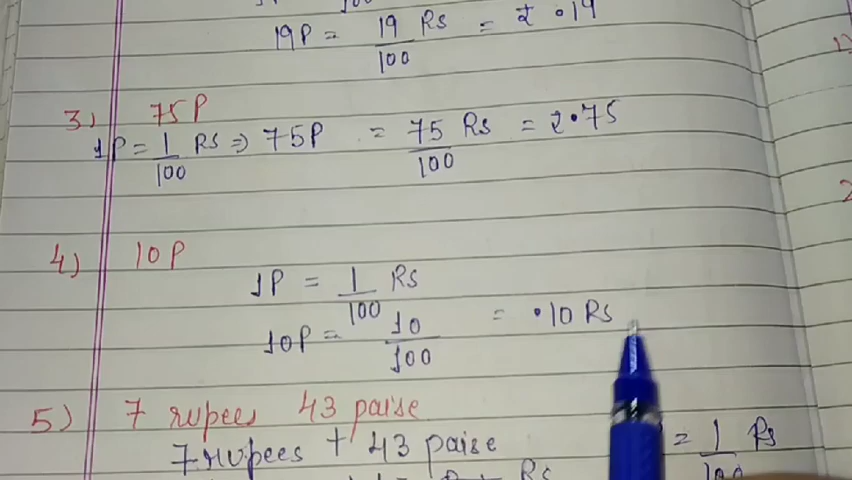 19P = 19/100 Rs = ₹ .19
3) 75P
1P = 1/100 Rs ⇒ 75P = 75/100 Rs = ₹.75
4) 10P
1P = 1/100 Rs
10P = 10/100 = .10 Rs
5) 7 rupees 43 paise
7 rupees + 43 paise = 1/100 Rs
Rs